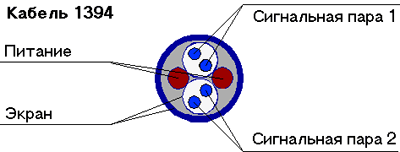 Кабель 1394
Сигнальная пара 1
Питание
Экран
Сигнальная пара 2